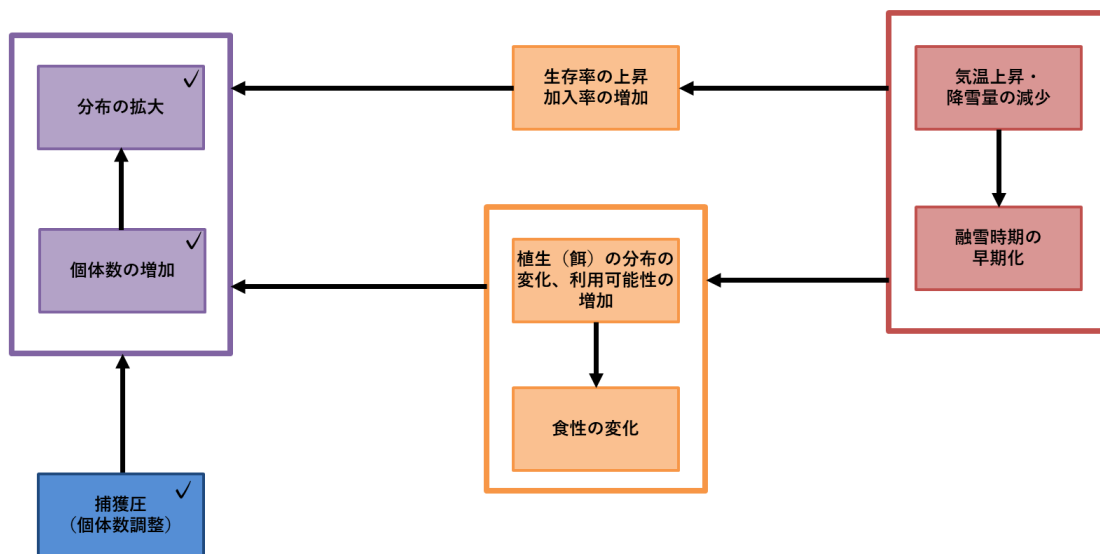 分布の拡大
個体数の増加
捕獲圧
（個体数調整）
生存率の上昇
加入率の増加
植生（餌）の分布の
変化、利用可能性の
増加
食性の変化
気温上昇・
降雪量の減少
融雪時期の
早期化